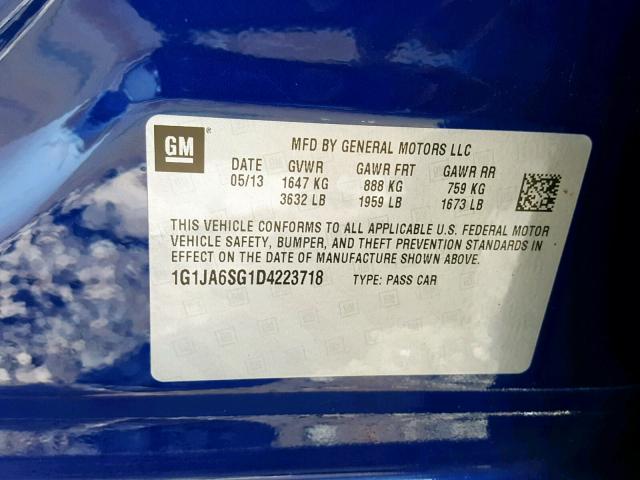 GM ® MFD BY GENERAL MOTORS LLC
DATE GVWR GAWR FRT GAWR RR
05/13 1647 KG 888 KG 759 KG
3632 LB 1959 LB 1673 LB
THIS VEHICLE CONFORMS TO ALL APPLICABLE U.S. FEDERAL MOTOR
VEHICLE SAFETY, BUMPER, AND THEFT PREVENTION STANDARDS IN
EFFECT ON THE DATE OF MANUFACTURE SHOWN ABOVE.
1G1JA6SG1D4223718 TYPE: PASS CAR